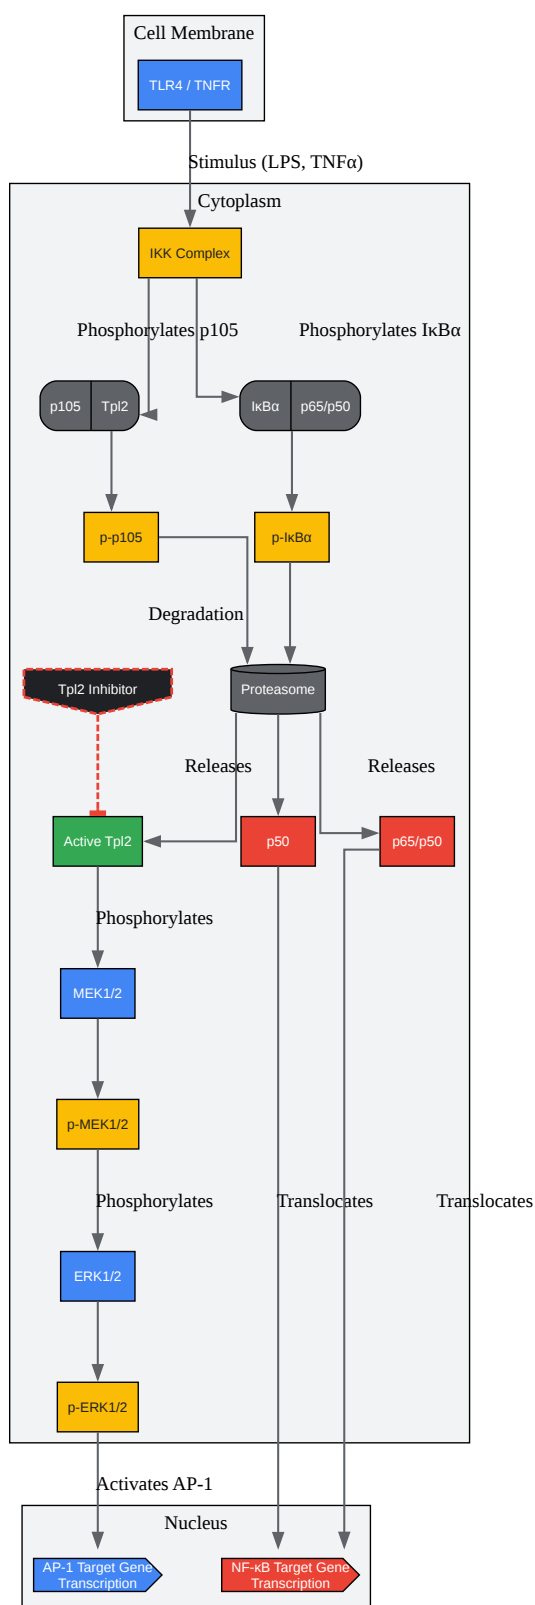 Cell Membrane
TLR4 / TNFR
Stimulus (LPS, TNFα)
Cytoplasm
IKK Complex
Phosphorylates p105
Phosphorylates IκBα
p105
Tpl2
IκBα
p65/p50
p-p105
p-IκBα
Degradation
Tpl2 Inhibitor
Proteasome
Releases
Releases
Active Tpl2
p50
p65/p50
Phosphorylates
MEK1/2
p-MEK1/2
Phosphorylates
Translocates
Translocates
ERK1/2
p-ERK1/2
Activates AP-1
Nucleus
AP-1 Target Gene
Transcription
NF-κB Target Gene
Transcription